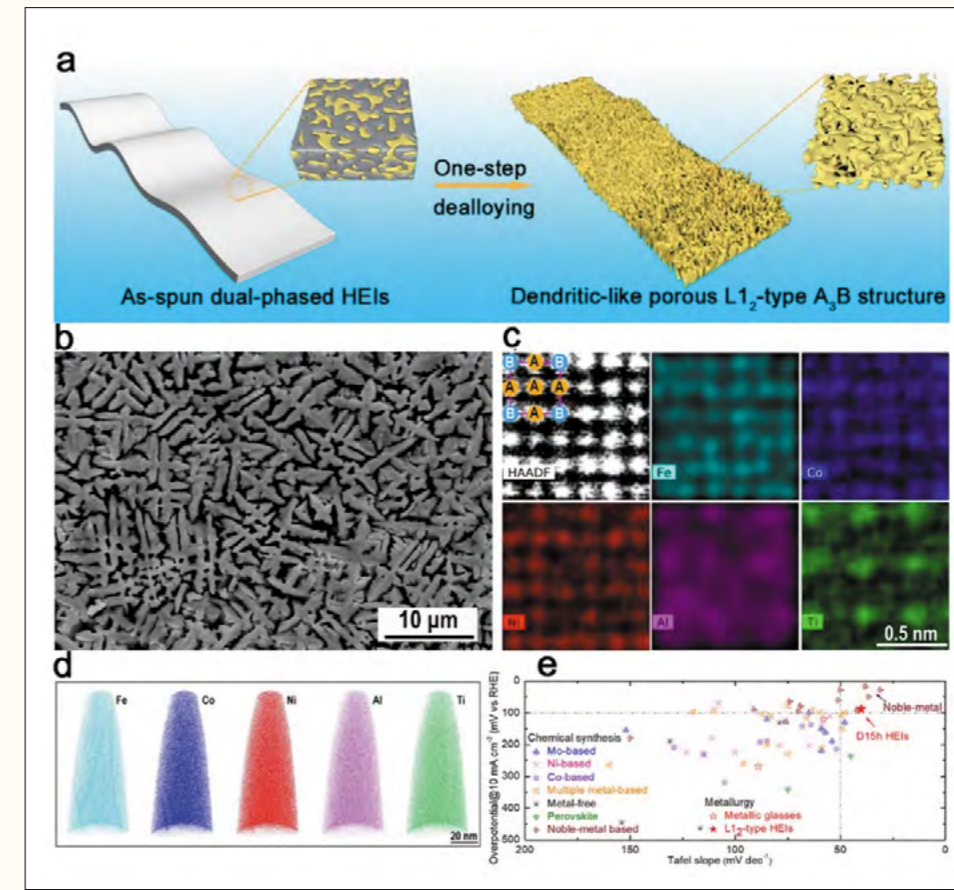 a
One-step
dealloying
As-spun dual-phased HEIs
Dendritic-like porous L1₂-type A₃B structure
b
10 μm
c
B A B
A A A
B A B
HAADF
Fe
Co
Ni
Al
Ti
0.5 nm
d
Fe
Co
Ni
Al
Ti
20 nm
e
Overpotential@10 mA cm⁻² (mV vs RHE)
0
100
200
300
400
500
Noble-metal
D15h HEIs
Chemical synthesis
Mo-based
Ni-based
Co-based
Multiple metal-based
Metal-free
Perovskite
Noble-metal based
Metallurgy
Metallic glasses
L1₂-type HEIs
200
150
100
50
0
Tafel slope (mV dec⁻¹)